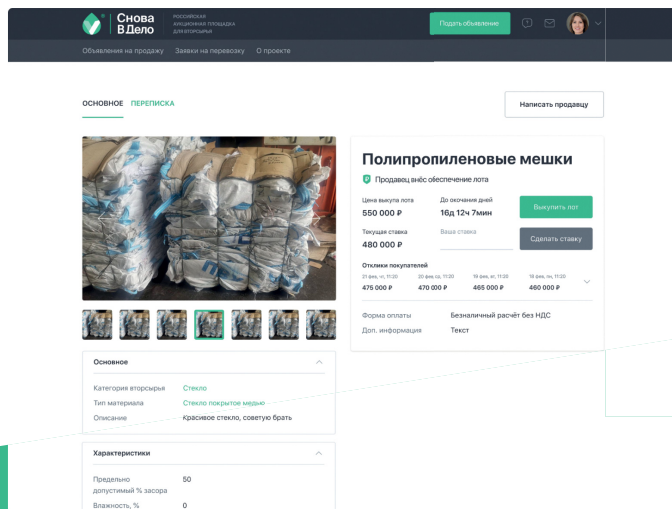 Снова
В Дело
РОССИЙСКАЯ
АУКЦИОННАЯ ПЛОЩАДКА
ДЛЯ ВТОРСЫРЬЯ
Подать объявление
Объявления на продажу Заявки на перевозку О проекте
ОСНОВНОЕ ПЕРЕПИСКА
Написать продавцу
Полипропиленовые мешки
Продавец внёс обеспечение лота
Цена выкупа лота До окочания дней
550 000 ₽ 16д 12ч 7мин
Выкупить лот
Текущая ставка Ваша ставка
480 000 ₽
Сделать ставку
Отклики покупателей
21 фев, чт, 11:20 20 фев, ср, 11:20 19 фев, вт, 11:20 18 фев, пн, 11:20
475 000 ₽ 470 000 ₽ 465 000 ₽ 460 000 ₽
Форма оплаты Безналичный расчёт без НДС
Доп. информация Текст
Основное
Категория вторсырья Стекло
Тип материала Стекло покрытое медью
Описание Красивое стекло, советую брать
Характеристики
Предельно 50
допустимый % засора
Влажность, % 0